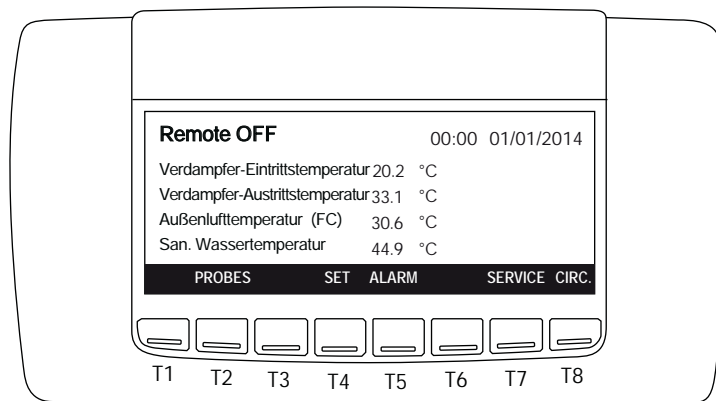 Remote OFF 00:00 01/01/2014
Verdampfer-Eintrittstemperatur 20.2 °C
Verdampfer-Austrittstemperatur 33.1 °C
Außenlufttemperatur (FC) 30.6 °C
San. Wassertemperatur 44.9 °C
PROBES SET ALARM SERVICE CIRC.
T1 T2 T3 T4 T5 T6 T7 T8